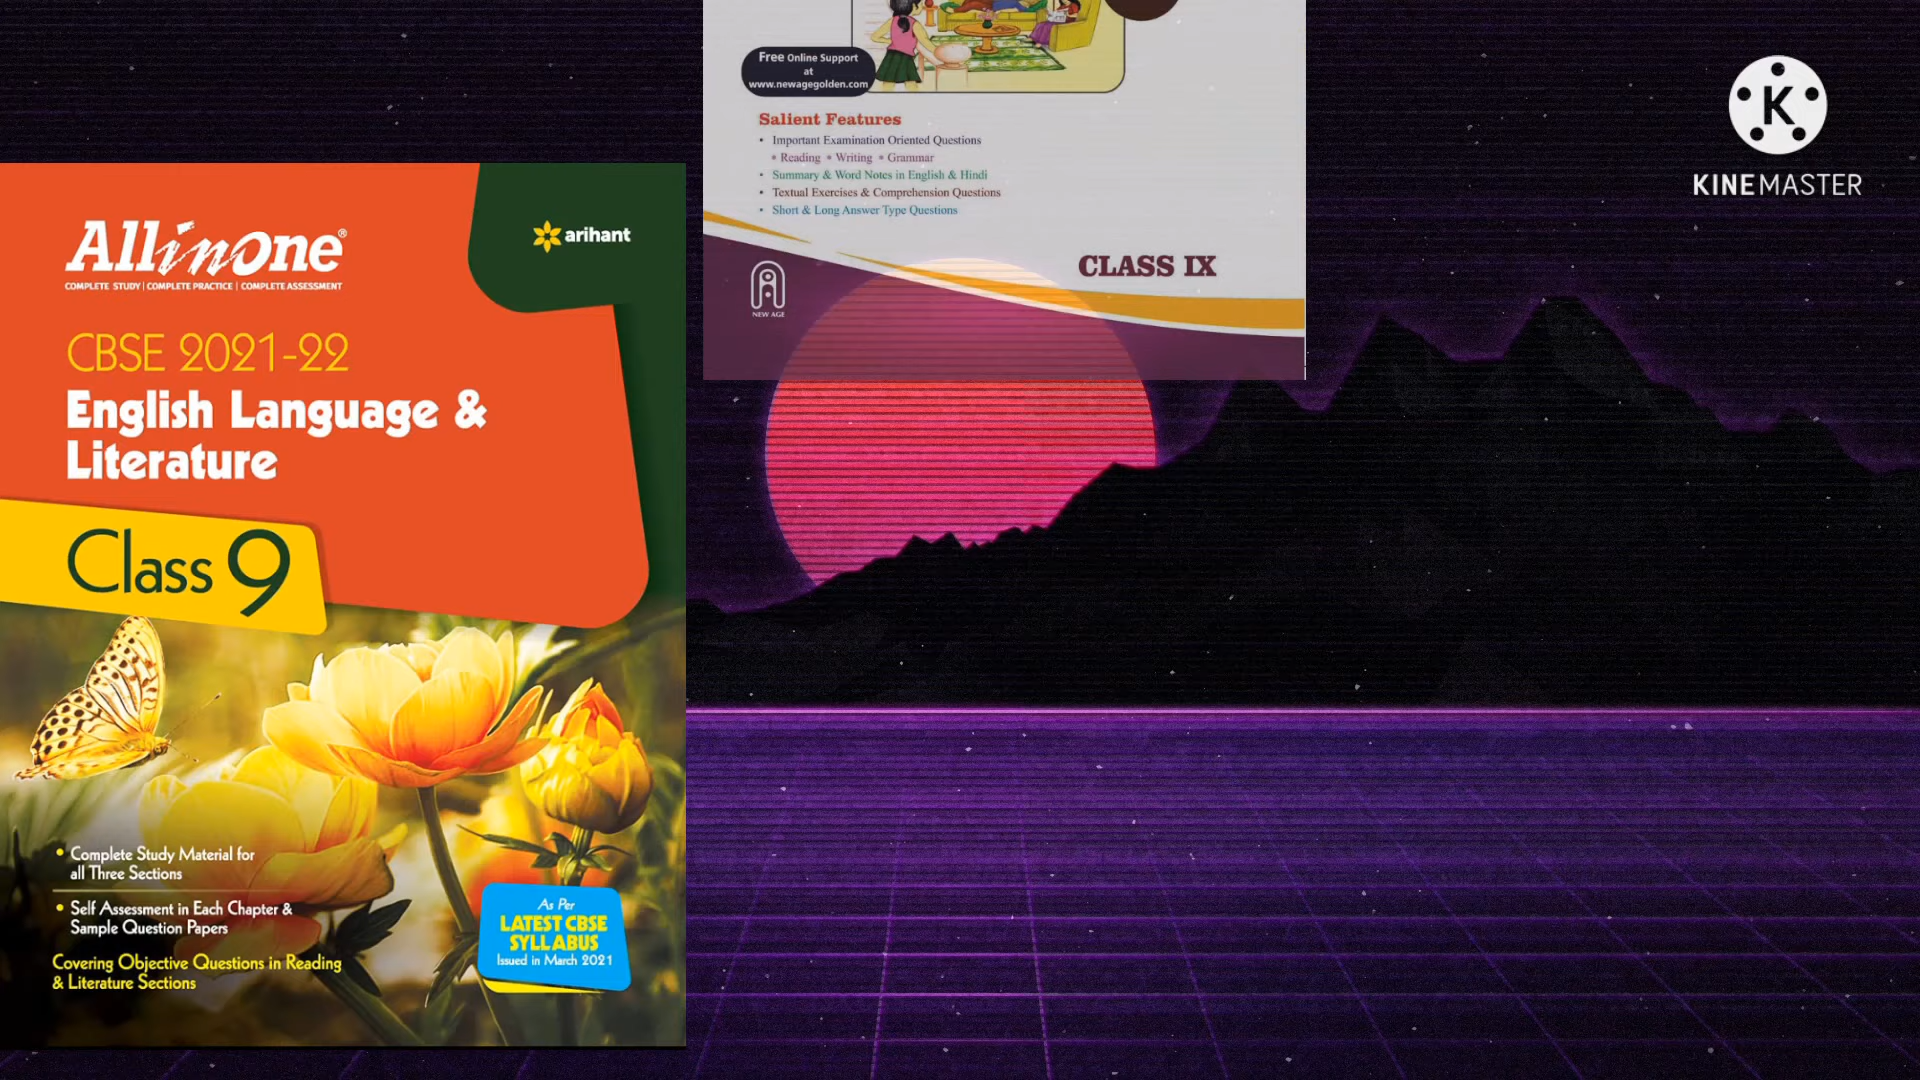 Allinone®
COMPLETE STUDY | COMPLETE PRACTICE | COMPLETE ASSESSMENT
arihant
CBSE 2021-22
English Language &
Literature
Class 9
• Complete Study Material for
all Three Sections
• Self Assessment in Each Chapter &
Sample Question Papers
Covering Objective Questions in Reading
& Literature Sections
As Per
LATEST CBSE
SYLLABUS
Issued in March 2021
Free Online Support
at
www.newagegolden.com
Salient Features
• Important Examination Oriented Questions
* Reading * Writing * Grammar
• Summary & Word Notes in English & Hindi
• Textual Exercises & Comprehension Questions
• Short & Long Answer Type Questions
CLASS IX
NEW AGE
K
KINEMASTER